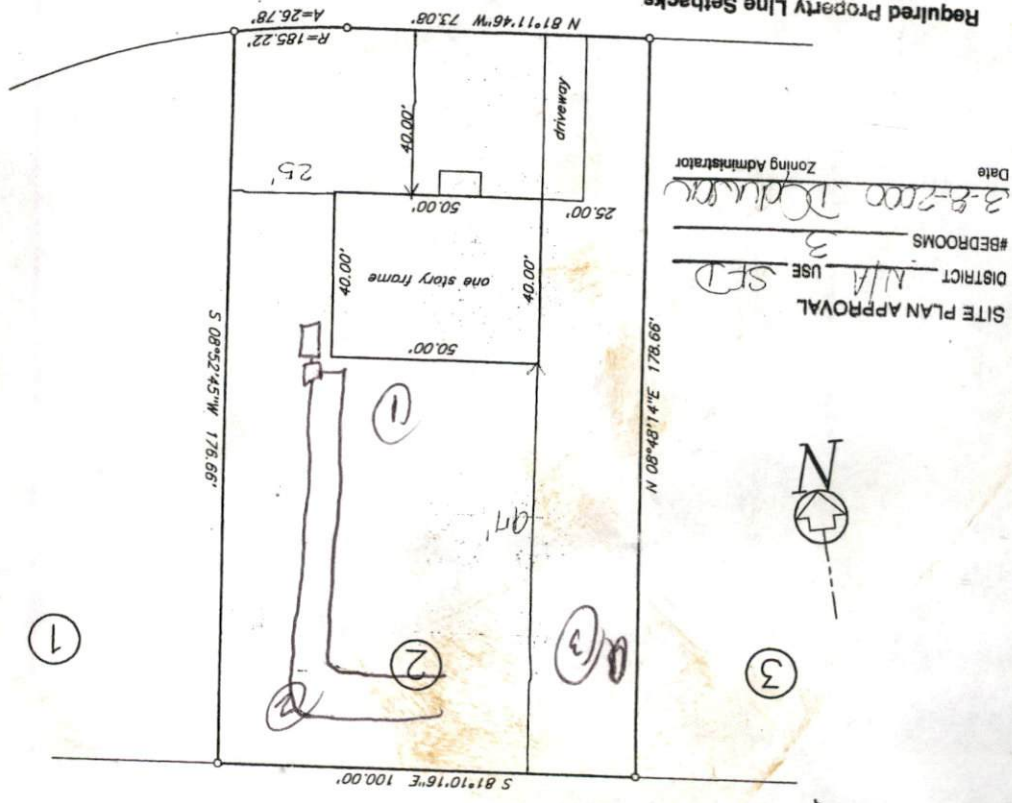 S 81°10'16"E 100.00'
3
3
2
2
1
N
97'
1
N 08°48'14"E 178.66'
S 08°52'45"W 176.66'
SITE PLAN APPROVAL
DISTRICT N/A USE SFD
#BEDROOMS 3
3-8-2000
Date Zoning Administrator
50.00'
40.00'
one story frame
40.00'
25.00'
50.00'
25'
driveway
40.00'
N 81°11'46"W 73.08'
R=185.22'
A=26.78'
Required Property Line Setbacks